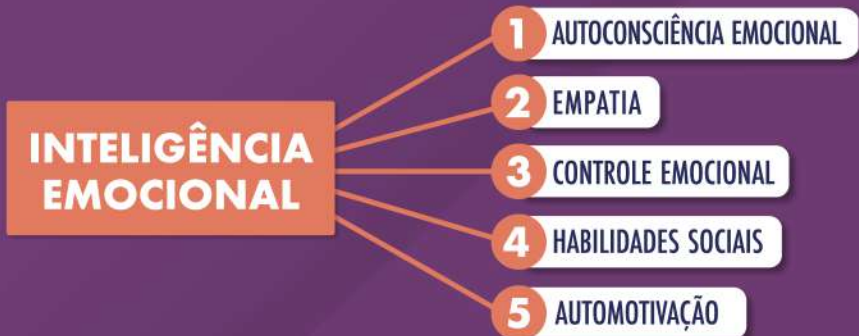 INTELIGÊNCIA
EMOCIONAL
1 AUTOCONSCIÊNCIA EMOCIONAL
2 EMPATIA
3 CONTROLE EMOCIONAL
4 HABILIDADES SOCIAIS
5 AUTOMOTIVAÇÃO